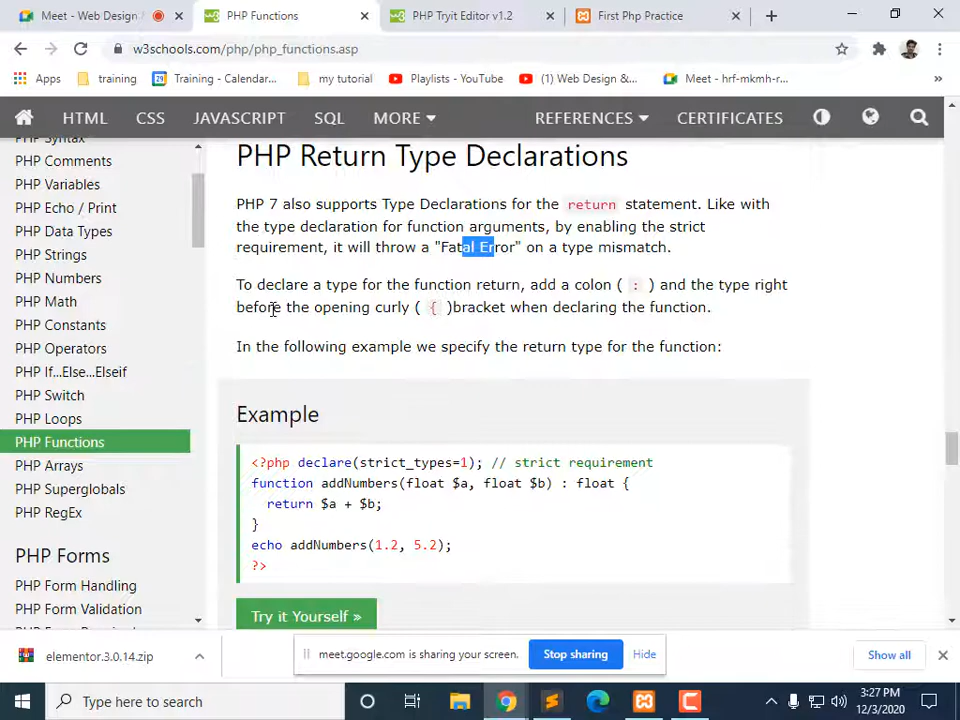 Meet - Web Design
PHP Functions
PHP Tryit Editor v1.2
First Php Practice
w3schools.com/php/php_functions.asp
Apps
training
Training - Calendar...
my tutorial
Playlists - YouTube
(1) Web Design &...
Meet - hrf-mkmh-r...
»
HTML
CSS
JAVASCRIPT
SQL
MORE
REFERENCES
CERTIFICATES
PHP Syntax
PHP Comments
PHP Variables
PHP Echo / Print
PHP Data Types
PHP Strings
PHP Numbers
PHP Math
PHP Constants
PHP Operators
PHP If...Else...Elseif
PHP Switch
PHP Loops
PHP Functions
PHP Arrays
PHP Superglobals
PHP RegEx
PHP Forms
PHP Form Handling
PHP Form Validation
PHP Return Type Declarations
PHP 7 also supports Type Declarations for the return statement. Like with
the type declaration for function arguments, by enabling the strict
requirement, it will throw a "Fatal Error" on a type mismatch.
To declare a type for the function return, add a colon ( : ) and the type right
before the opening curly ( { )bracket when declaring the function.
In the following example we specify the return type for the function:
Example
<?php declare(strict_types=1); // strict requirement
function addNumbers(float $a, float $b) : float {
return $a + $b;
}
echo addNumbers(1.2, 5.2);
?>
Try it Yourself »
elementor.3.0.14.zip
meet.google.com is sharing your screen.
Stop sharing
Hide
Show all
Type here to search
3:27 PM
12/3/2020